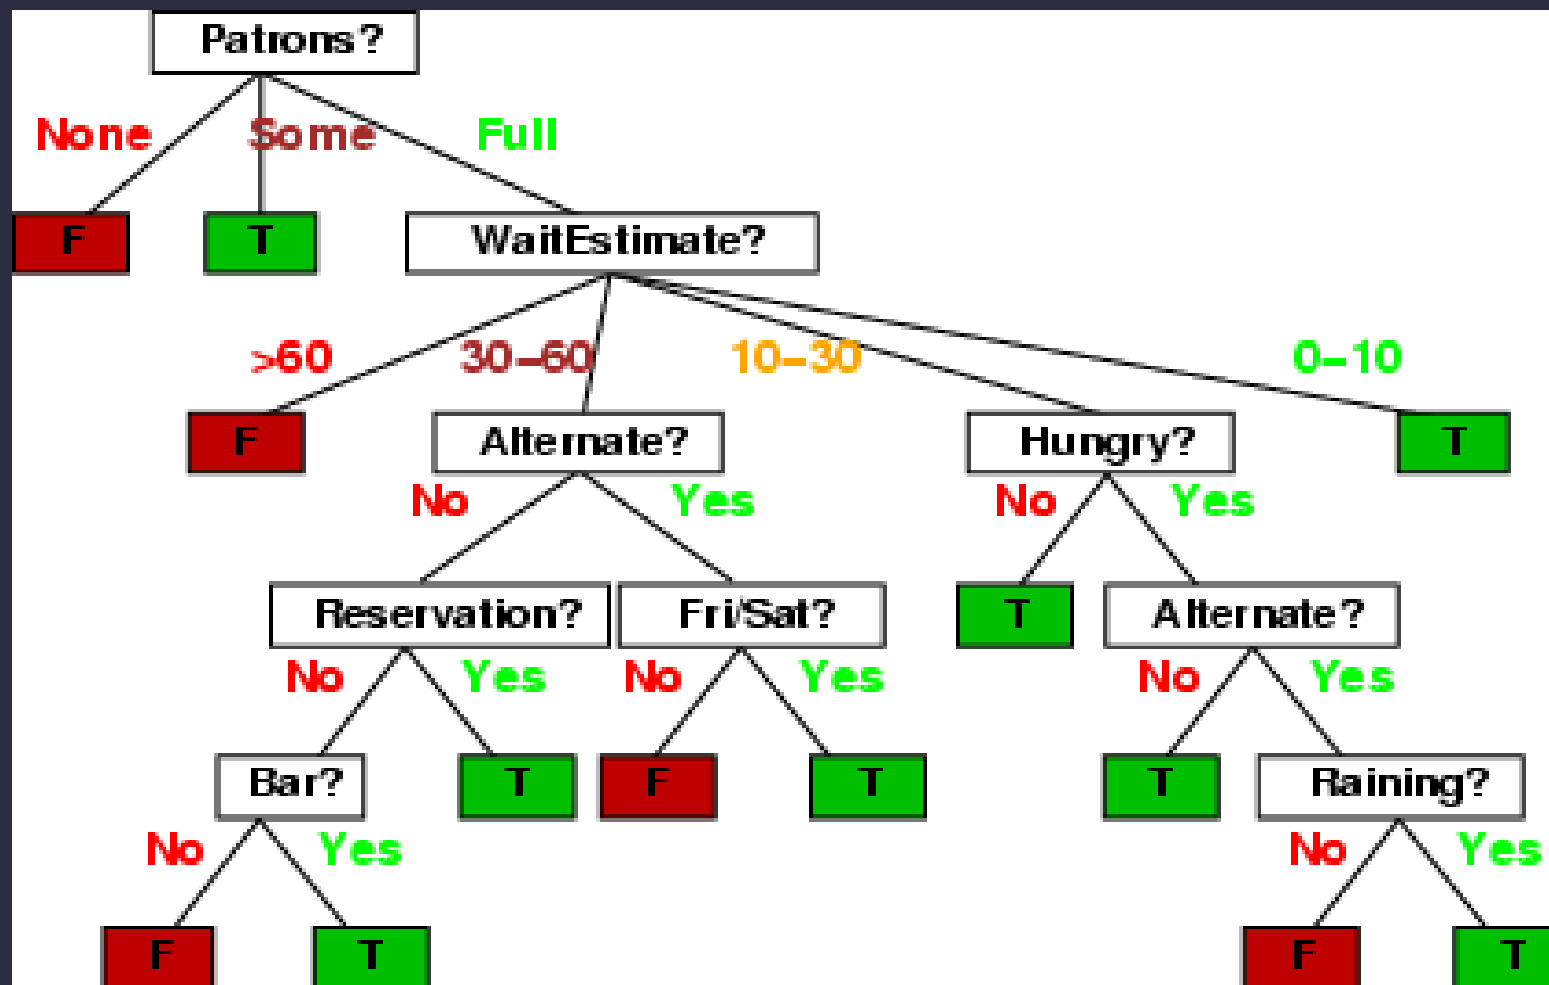 Patrons?
None Some Full
F T WaitEstimate?
>60 30–60 10–30 0–10
F Alternate? Hungry? T
No Yes No Yes
Reservation? Fri/Sat? T Alternate?
No Yes No Yes No Yes
Bar? T F T T Raining?
No Yes No Yes
F T F T